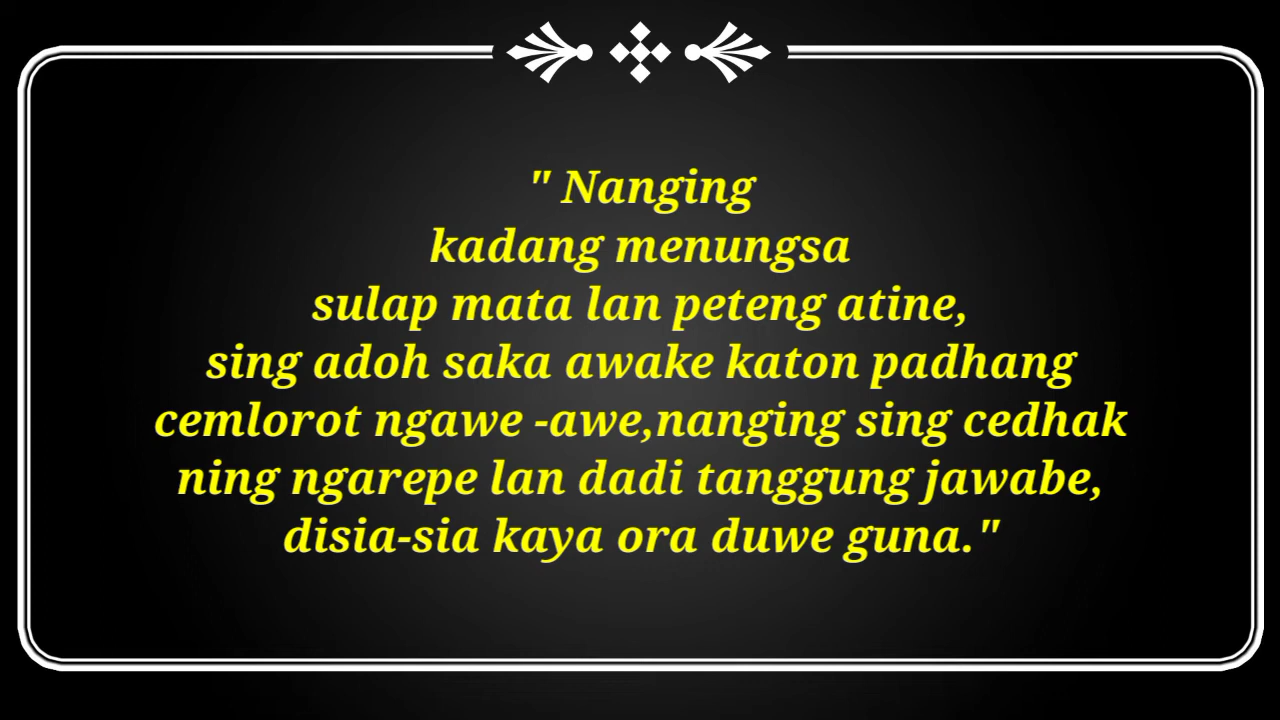 " Nanging
kadang menungsa
sulap mata lan peteng atine,
sing adoh saka awake katon padhang
cemlorot ngawe -awe,nanging sing cedhak
ning ngarepe lan dadi tanggung jawabe,
disia-sia kaya ora duwe guna."